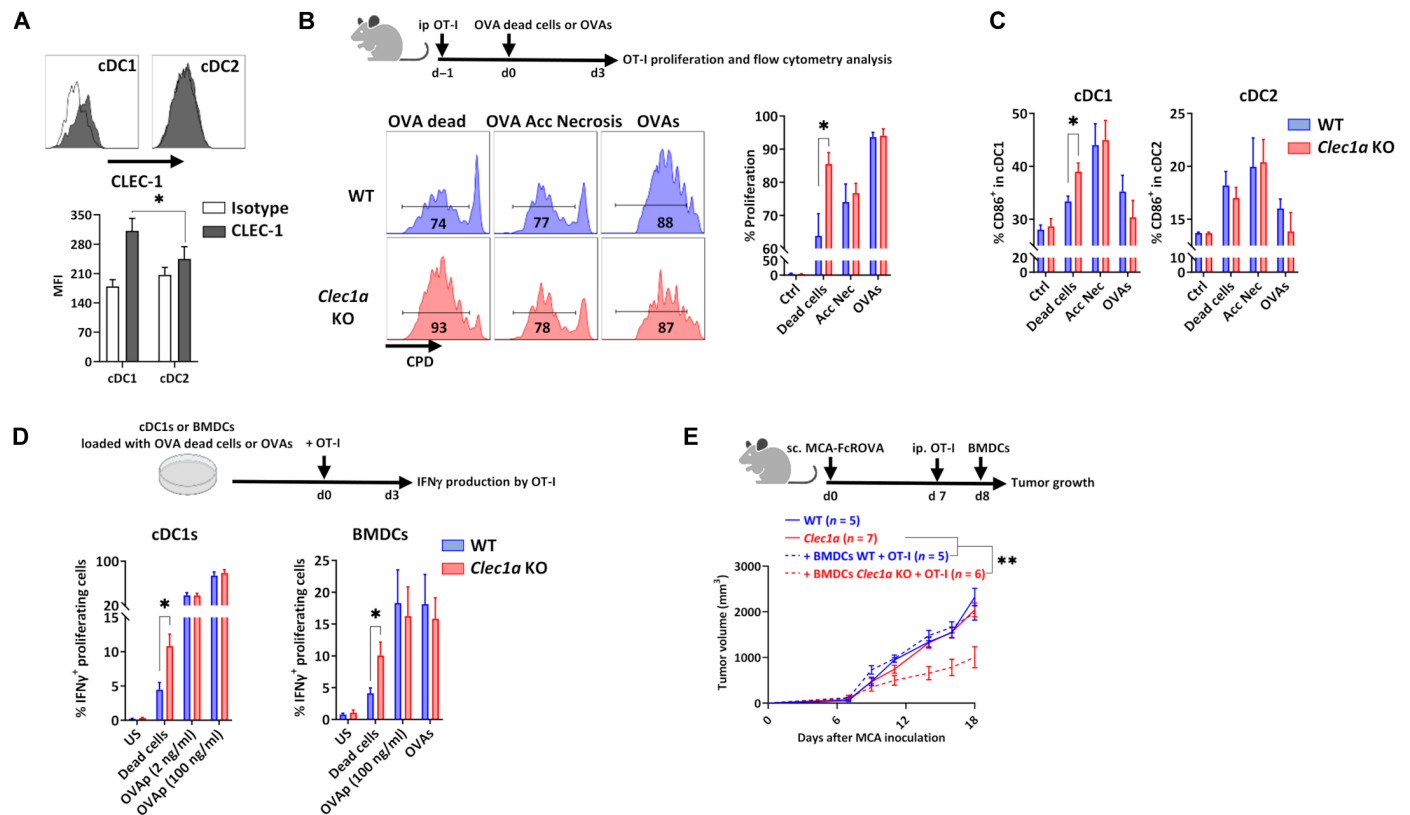 A
cDC1
cDC2
CLEC-1
*
Isotype
CLEC-1
350
280
210
140
70
0
MFI
cDC1
cDC2
B
ip OT-I
OVA dead cells or OVAs
d–1
d0
d3
OT-I proliferation and flow cytometry analysis
OVA dead
OVA Acc Necrosis
OVAs
WT
74
77
88
Clec1a
KO
93
78
87
CPD
*
100
90
80
70
60
50
0
% Proliferation
Ctrl
Dead cells
Acc Nec
OVAs
C
cDC1
cDC2
WT
Clec1a KO
*
50
40
30
20
0
% CD86+ in cDC1
Ctrl
Dead cells
Acc Nec
OVAs
25
20
15
10
0
% CD86+ in cDC2
Ctrl
Dead cells
Acc Nec
OVAs
D
cDC1s or BMDCs
loaded with OVA dead cells or OVAs
+ OT-I
d0
d3
IFNγ production by OT-I
cDC1s
BMDCs
WT
Clec1a KO
*
100
20
15
10
5
0
% IFNγ+ proliferating cells
US
Dead cells
OVAp (2 ng/ml)
OVAp (100 ng/ml)
*
25
20
15
10
5
0
% IFNγ+ proliferating cells
US
Dead cells
OVAp (100 ng/ml)
OVAs
E
sc. MCA-FcROVA
ip. OT-I
BMDCs
d0
d 7
d8
Tumor growth
WT (n = 5)
Clec1a (n = 7)
+ BMDCs WT + OT-I (n = 5)
+ BMDCs Clec1a KO + OT-I (n = 6)
**
3000
2000
1000
0
Tumor volume (mm3)
0
6
12
18
Days after MCA inoculation